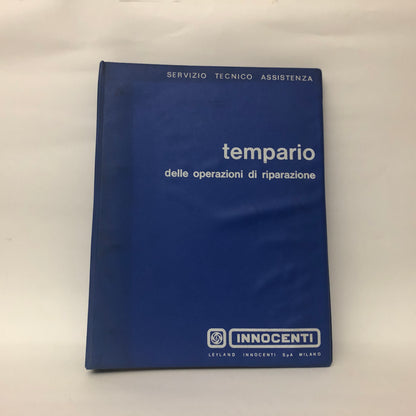 SERVIZIO TECNICO ASSISTENZA
tempario
delle operazioni di riparazione
INNOCENTI
LEYLAND INNOCENTI SpA MILANO